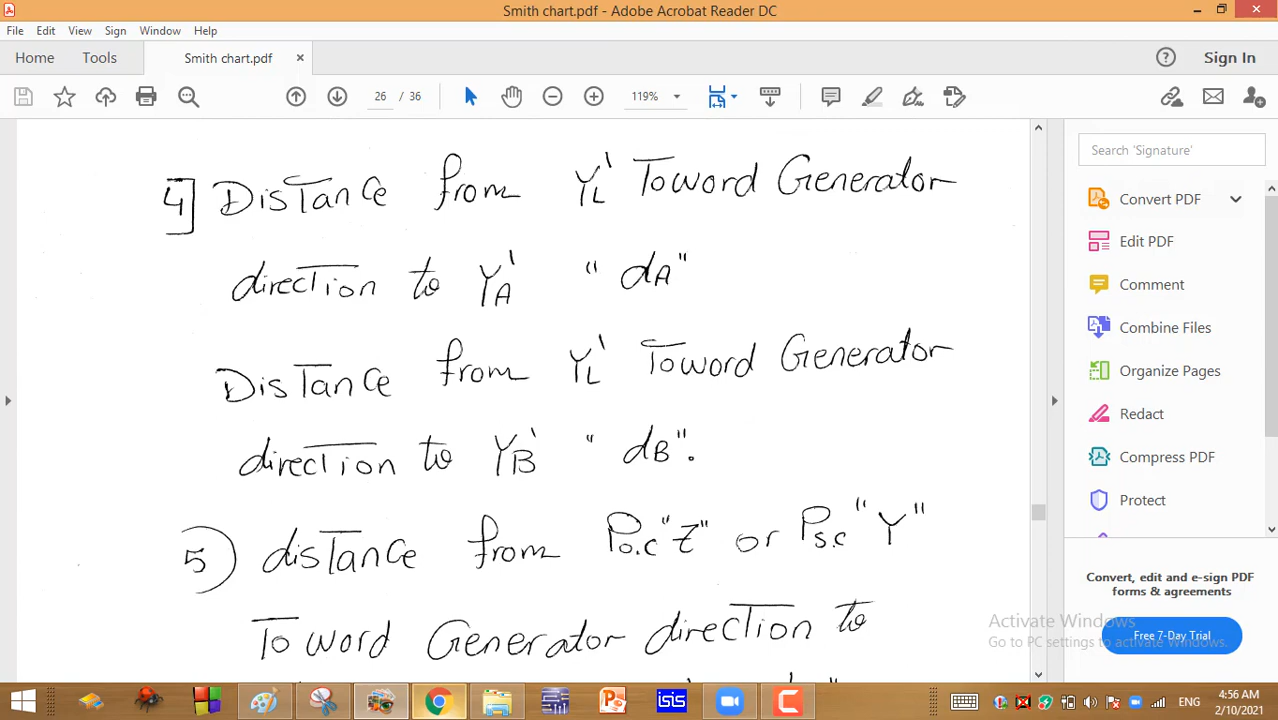 Smith chart.pdf - Adobe Acrobat Reader DC
File Edit View Sign Window Help
Home Tools Smith chart.pdf × Sign In
26 / 36 119%
4] Distance from YL' Toword Generator
direction to YA' "dA"
Distance from YL' Toword Generator
direction to YB' "dB".
5) distance from Po.c "Z" or Ps.c "Y"
Toword Generator direction to
Search 'Signature'
Convert PDF
Edit PDF
Comment
Combine Files
Organize Pages
Redact
Compress PDF
Protect
Convert, edit and e-sign PDF
forms & agreements
Free 7-Day Trial
Activate Windows
Go to PC settings to activate Windows.
isis
ENG
4:56 AM
2/10/2021